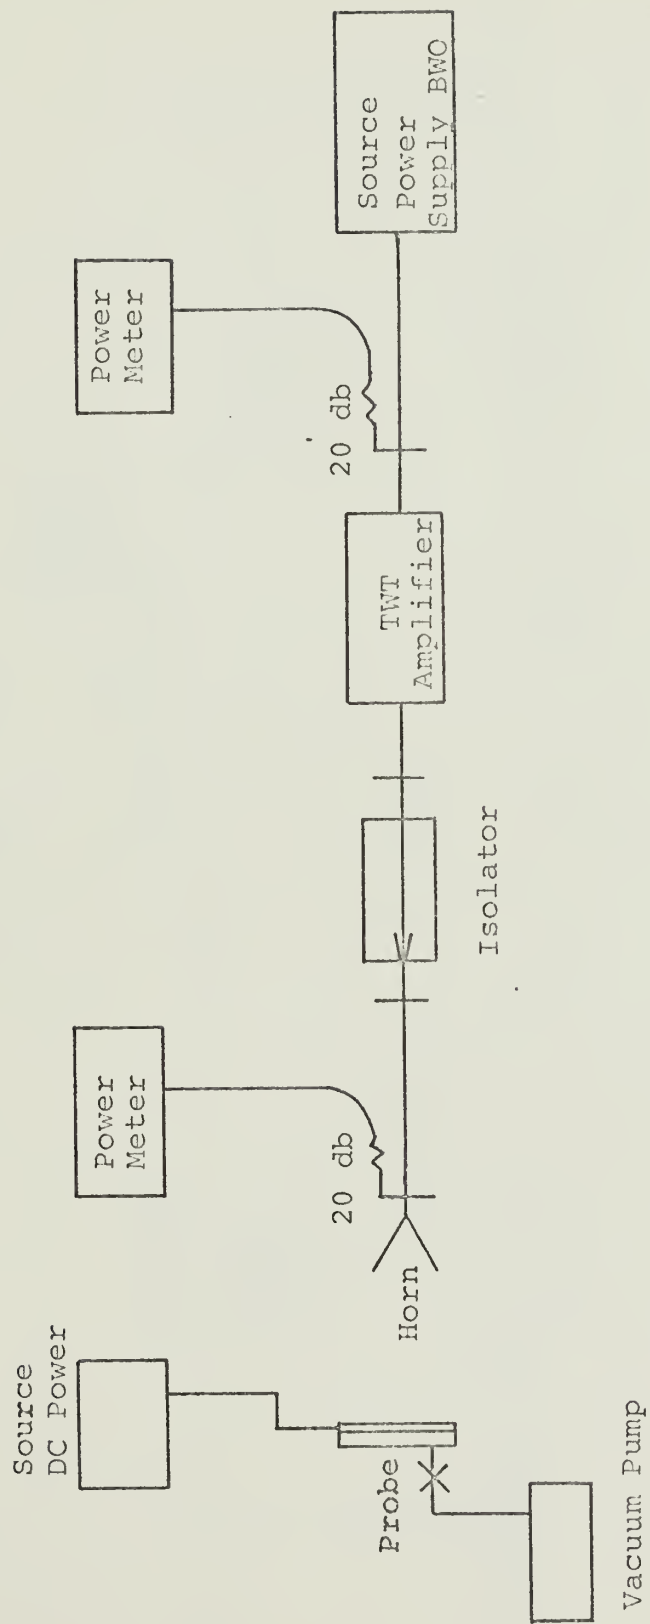 Source
DC Power
Probe
Vacuum Pump
Horn
20 db
Power
Meter
Isolator
TWT
Amplifier
20 db
Power
Meter
Source
Power
Supply BWO